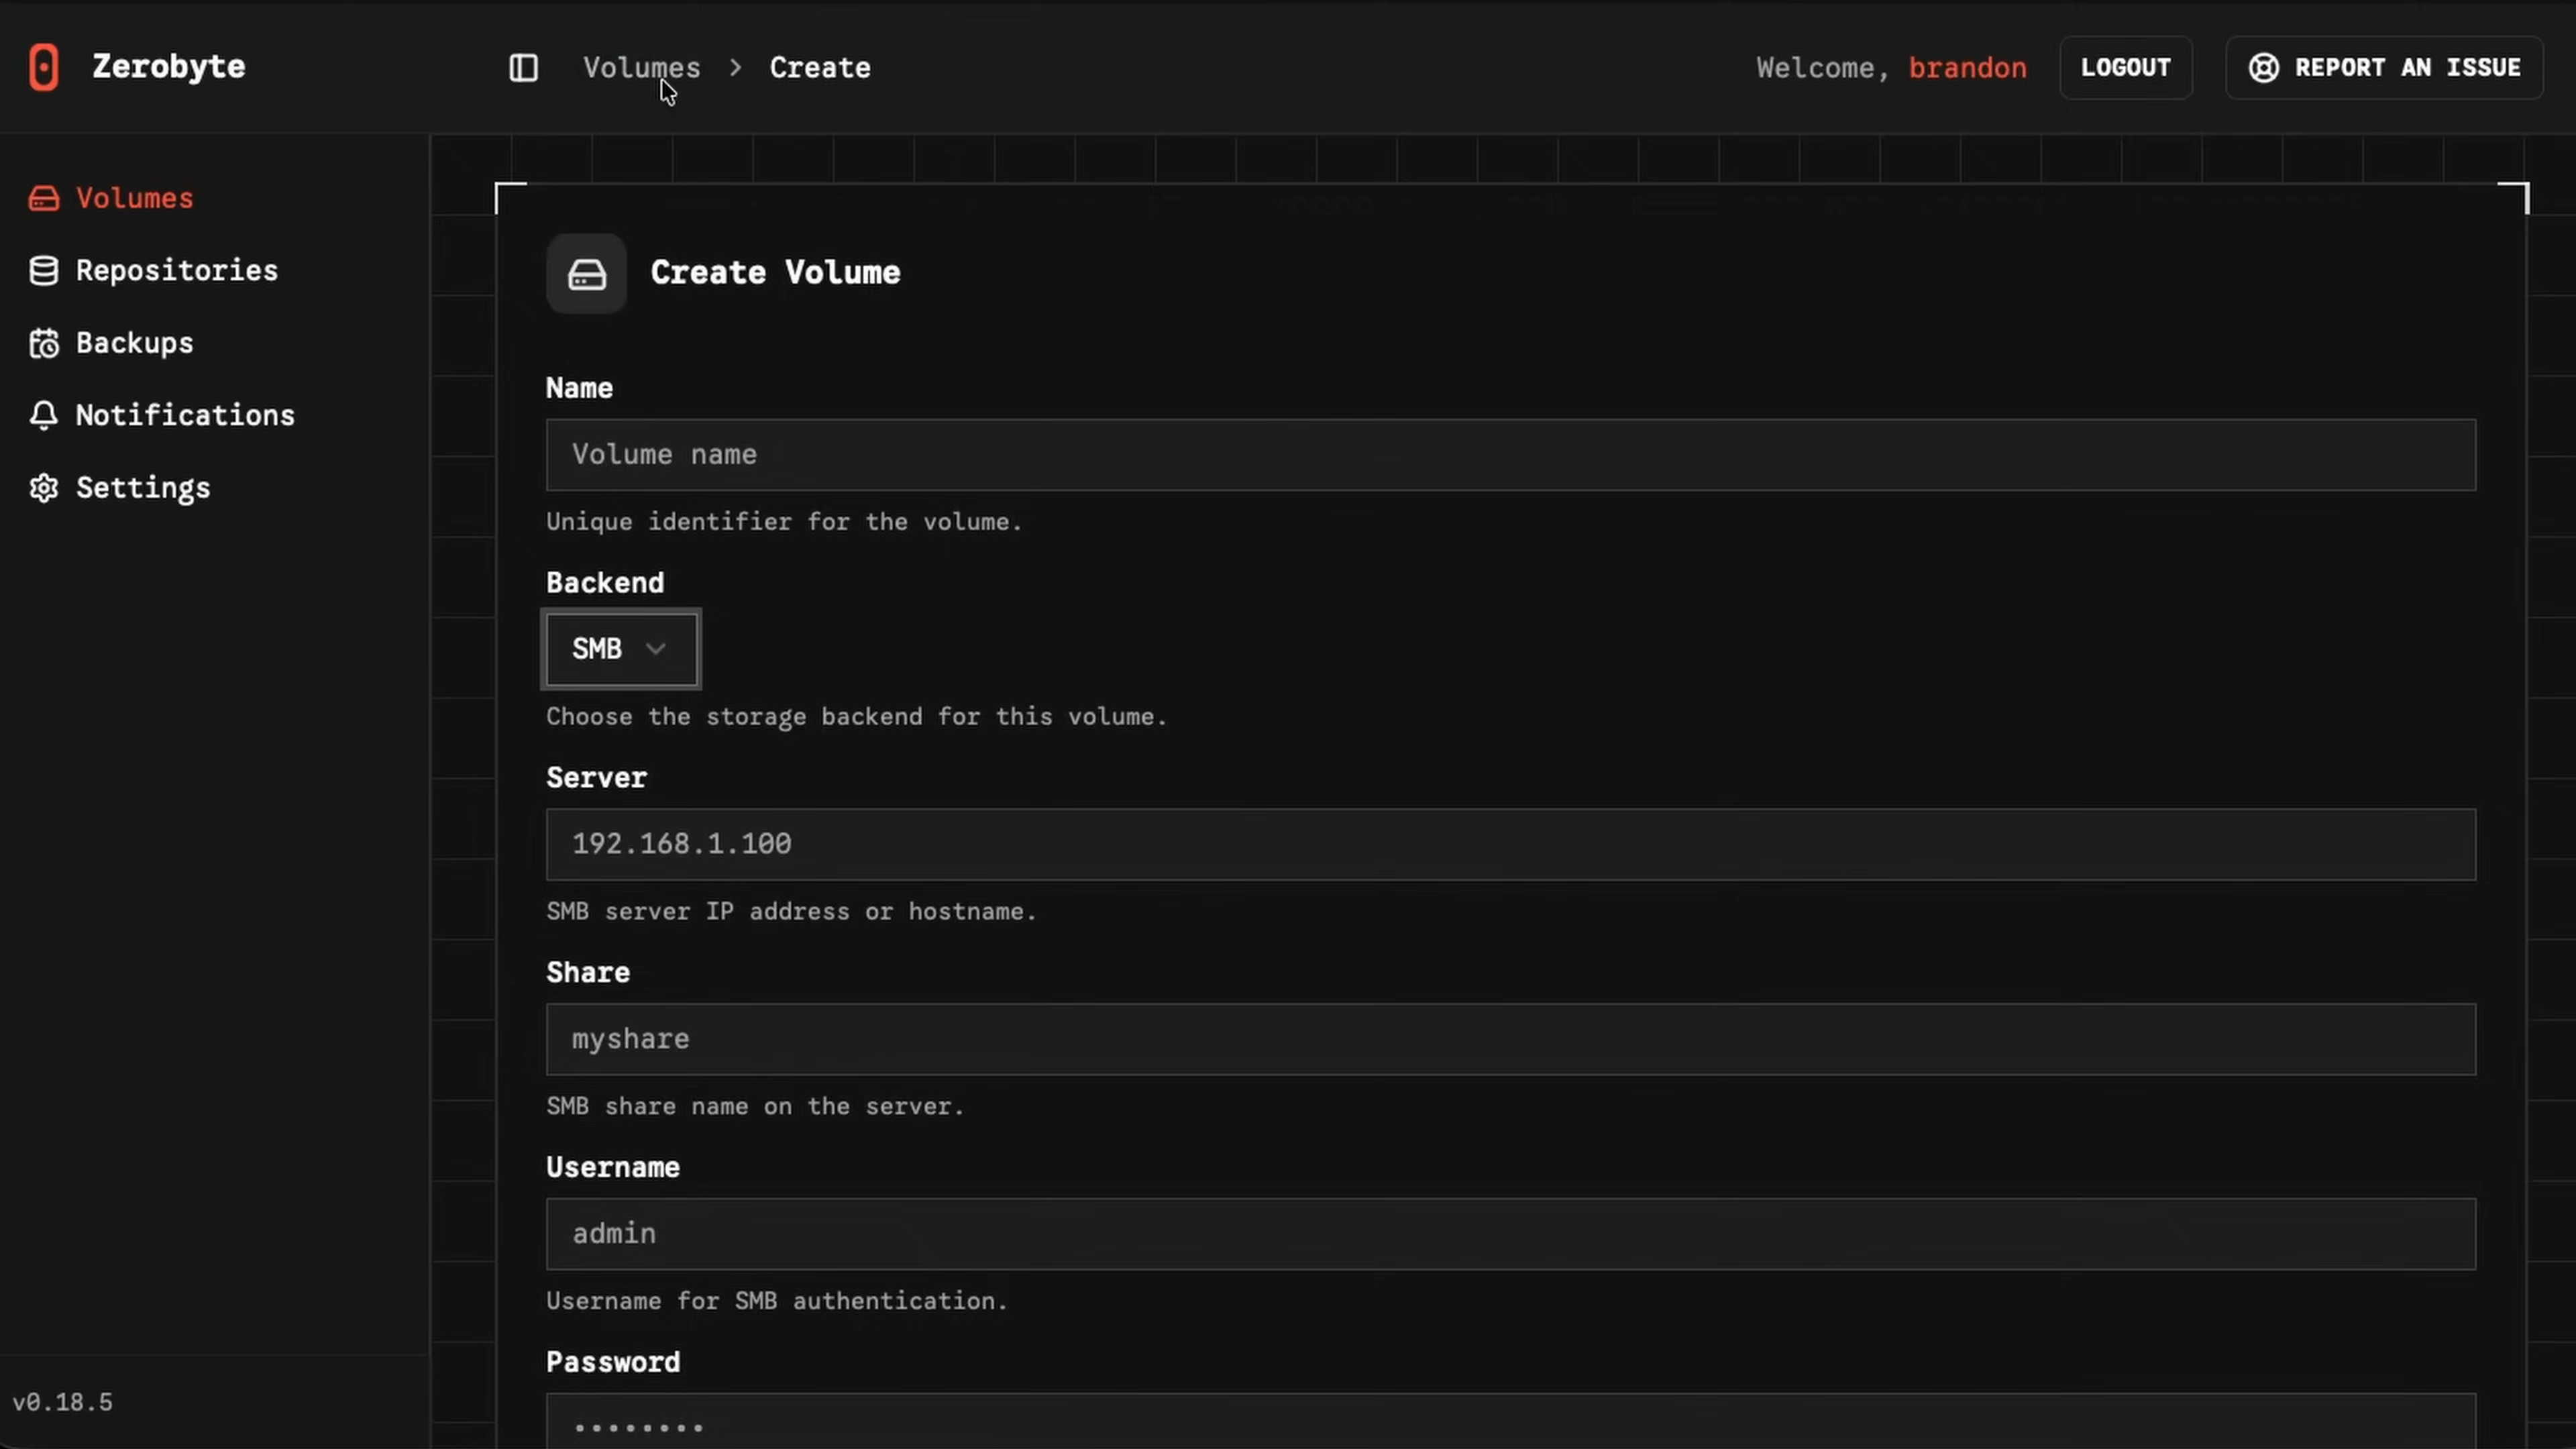 Zerobyte
Volumes > Create
Welcome, brandon
LOGOUT
REPORT AN ISSUE
Volumes
Repositories
Backups
Notifications
Settings
v0.18.5
Create Volume
Name
Volume name
Unique identifier for the volume.
Backend
SMB
Choose the storage backend for this volume.
Server
192.168.1.100
SMB server IP address or hostname.
Share
myshare
SMB share name on the server.
Username
admin
Username for SMB authentication.
Password
••••••••